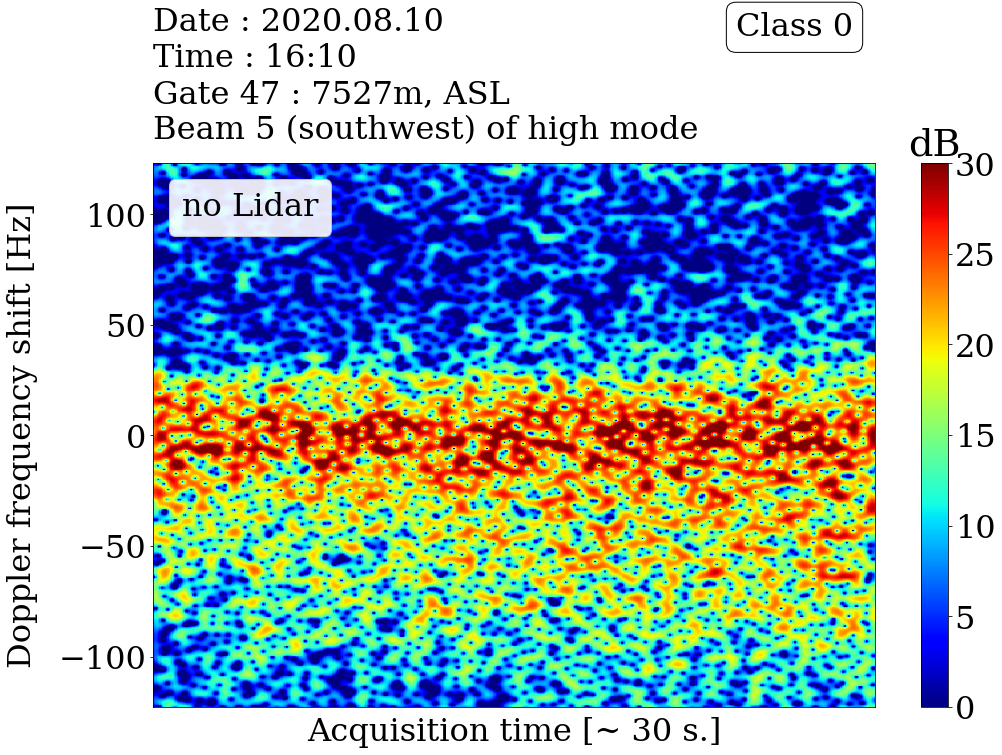 Date : 2020.08.10
Time : 16:10
Gate 47 : 7527m, ASL
Beam 5 (southwest) of high mode
Class 0
dB
no Lidar
Doppler frequency shift [Hz]
100
50
0
−50
−100
30
25
20
15
10
5
0
Acquisition time [~ 30 s.]